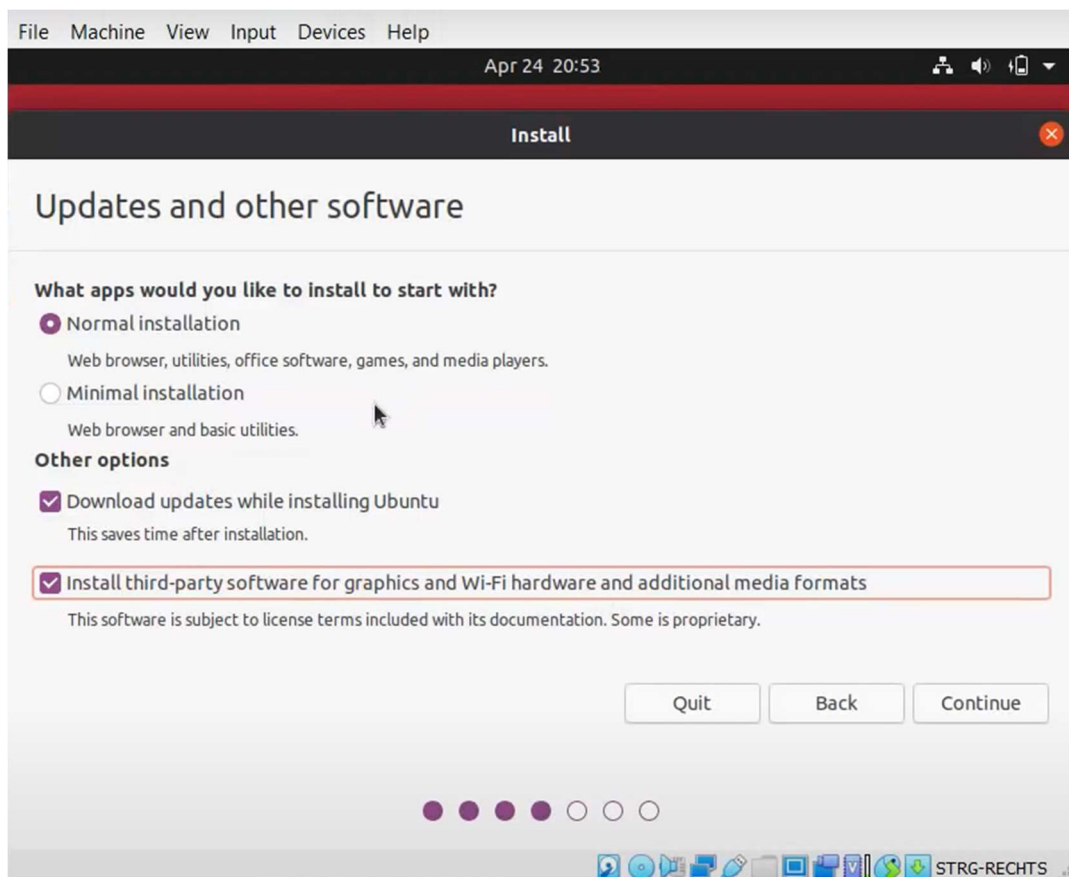 File Machine View Input Devices Help
Apr 24 20:53
Install
Updates and other software
What apps would you like to install to start with?
Normal installation
Web browser, utilities, office software, games, and media players.
Minimal installation
Web browser and basic utilities.
Other options
Download updates while installing Ubuntu
This saves time after installation.
Install third-party software for graphics and Wi-Fi hardware and additional media formats
This software is subject to license terms included with its documentation. Some is proprietary.
Quit Back Continue
STRG-RECHTS